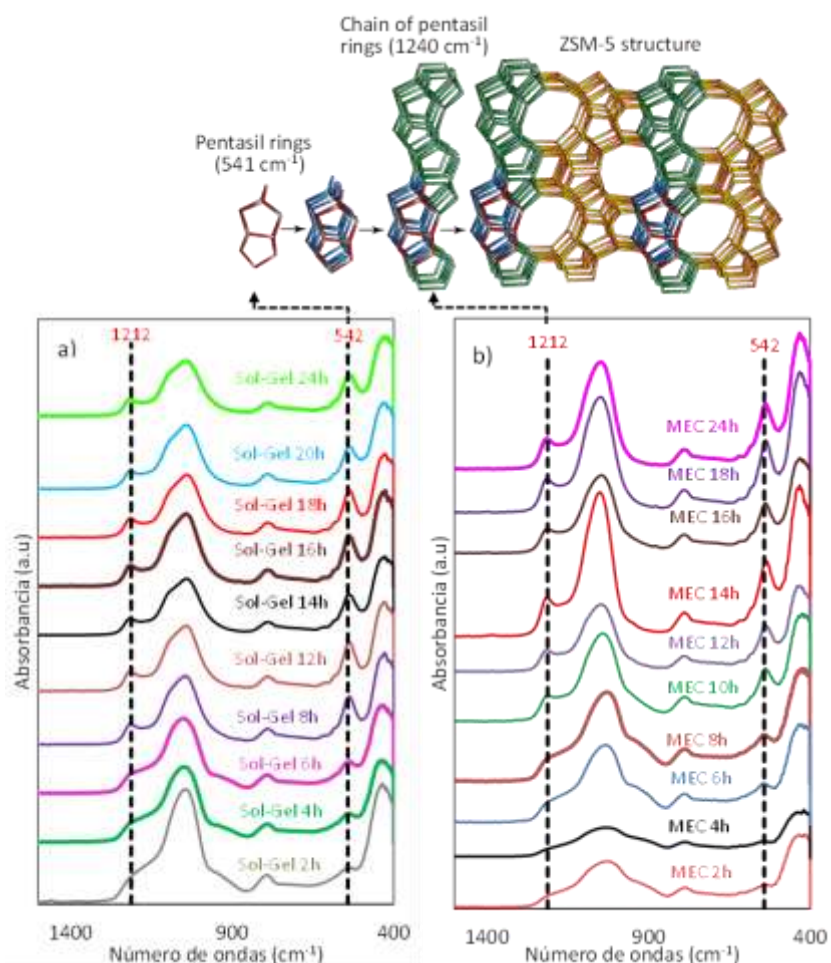 Chain of pentasil
rings (1240 cm⁻¹)
ZSM-5 structure
Pentasil rings
(541 cm⁻¹)
a)
1212
542
Sol-Gel 24h
Sol-Gel 20h
Sol-Gel 18h
Sol-Gel 16h
Sol-Gel 14h
Sol-Gel 12h
Sol-Gel 8h
Sol-Gel 6h
Sol-Gel 4h
Sol-Gel 2h
Absorbancia (a.u)
1400
900
400
Número de ondas (cm⁻¹)
b)
1212
542
MEC 24h
MEC 18h
MEC 16h
MEC 14h
MEC 12h
MEC 10h
MEC 8h
MEC 6h
MEC 4h
MEC 2h
Absorbancia (a.u)
1400
900
400
Número de ondas (cm⁻¹)